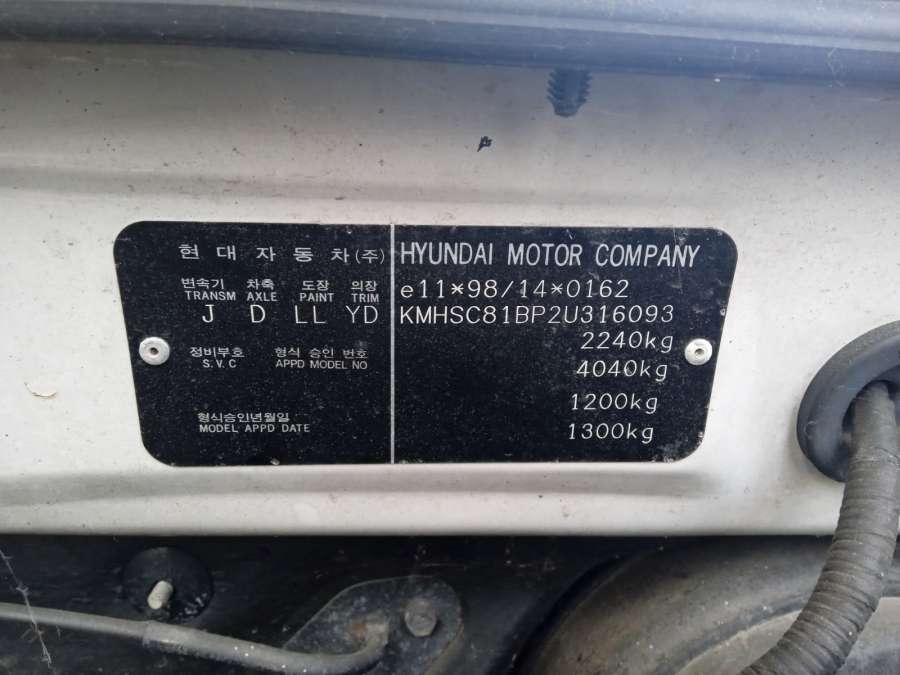 현대자동차(주) HYUNDAI MOTOR COMPANY
변속기 차축 도장 의장
TRANSM AXLE PAINT TRIM
e11*98/14*0162
J D LL YD KMHSC81BP2U316093
2240kg
정비부호 형식 승인 번호
S.V.C APPD MODEL NO
4040kg
1200kg
형식승인년월일
MODEL APPD DATE
1300kg